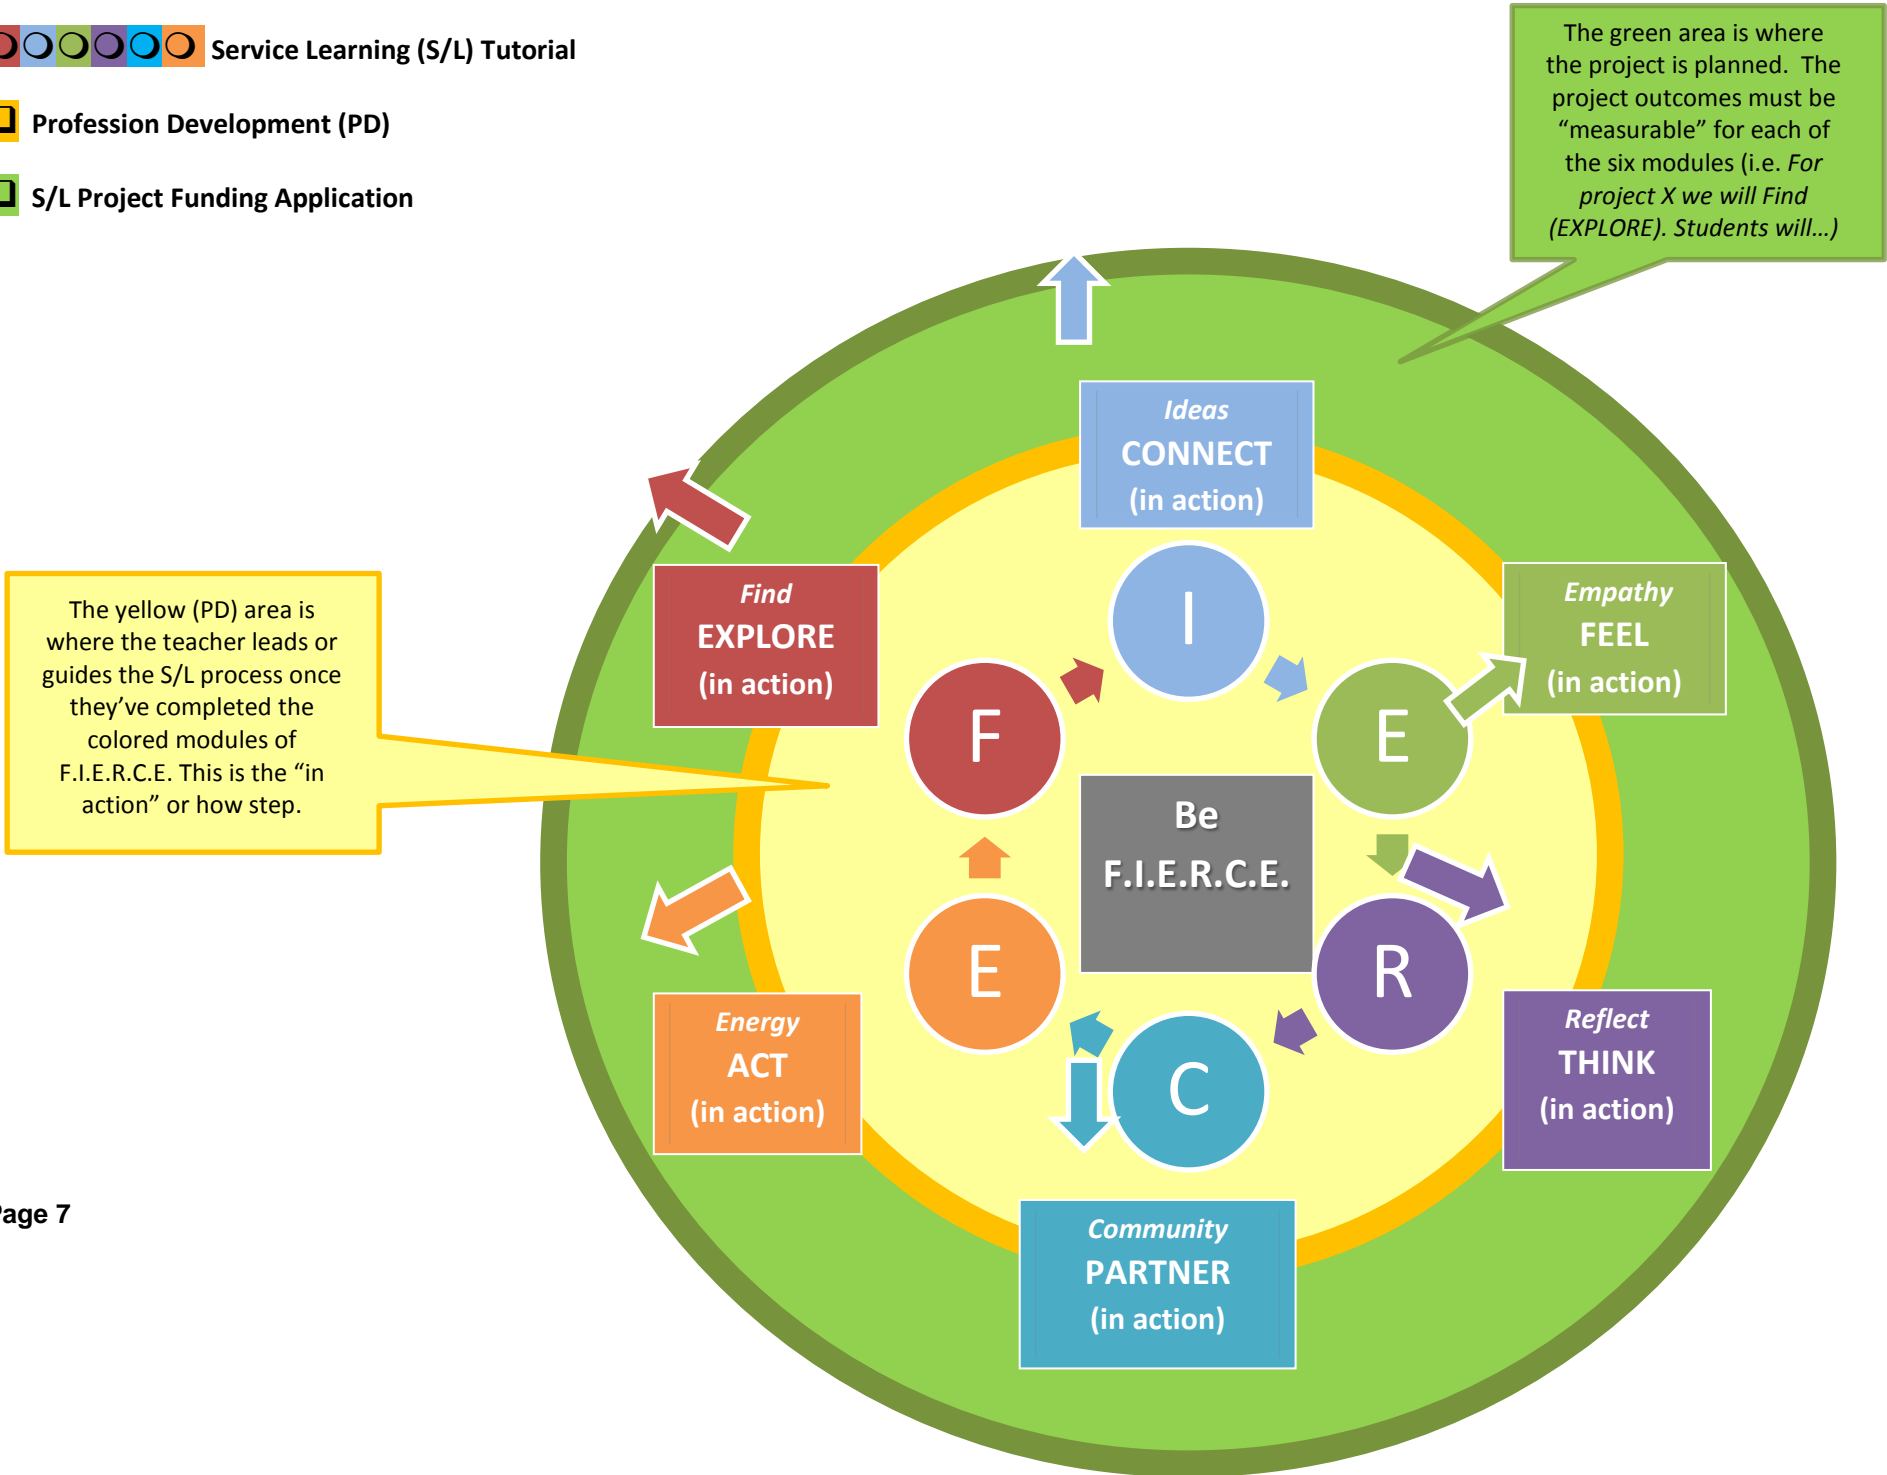 Service Learning (S/L) Tutorial
Profession Development (PD)
S/L Project Funding Application
The green area is where
the project is planned.  The
project outcomes must be
“measurable” for each of
the six modules (i.e. For
project X we will Find
(EXPLORE). Students will…)
Ideas
CONNECT
(in action)
Find
EXPLORE
(in action)
Empathy
FEEL
(in action)
The yellow (PD) area is
where the teacher leads or
guides the S/L process once
they’ve completed the
colored modules of
F.I.E.R.C.E. This is the “in
action” or how step.
I
F
E
Be
F.I.E.R.C.E.
E
R
C
Energy
ACT
(in action)
Reflect
THINK
(in action)
Community
PARTNER
(in action)
Page 7